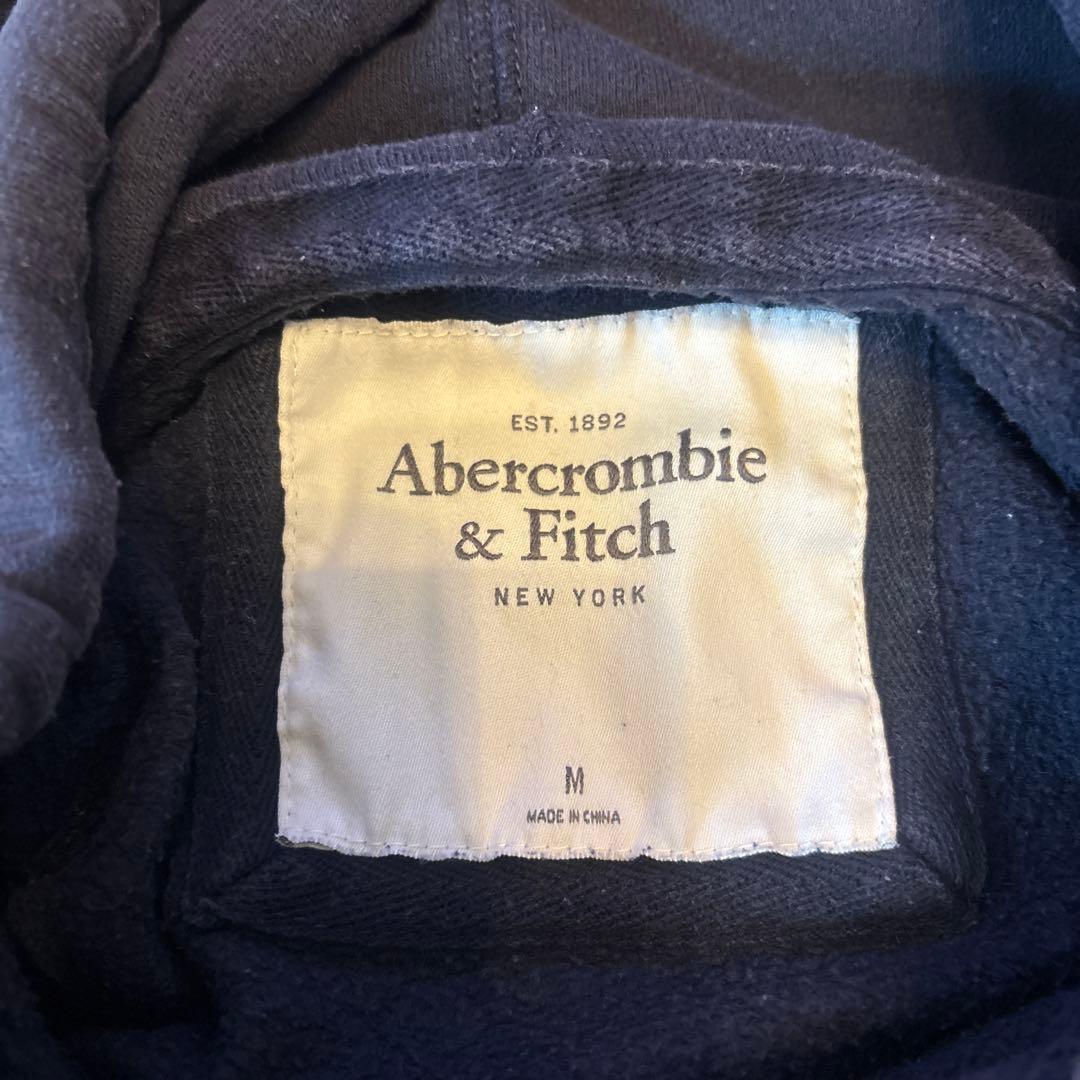 EST. 1892
Abercrombie
& Fitch
NEW YORK
M
MADE IN CHINA